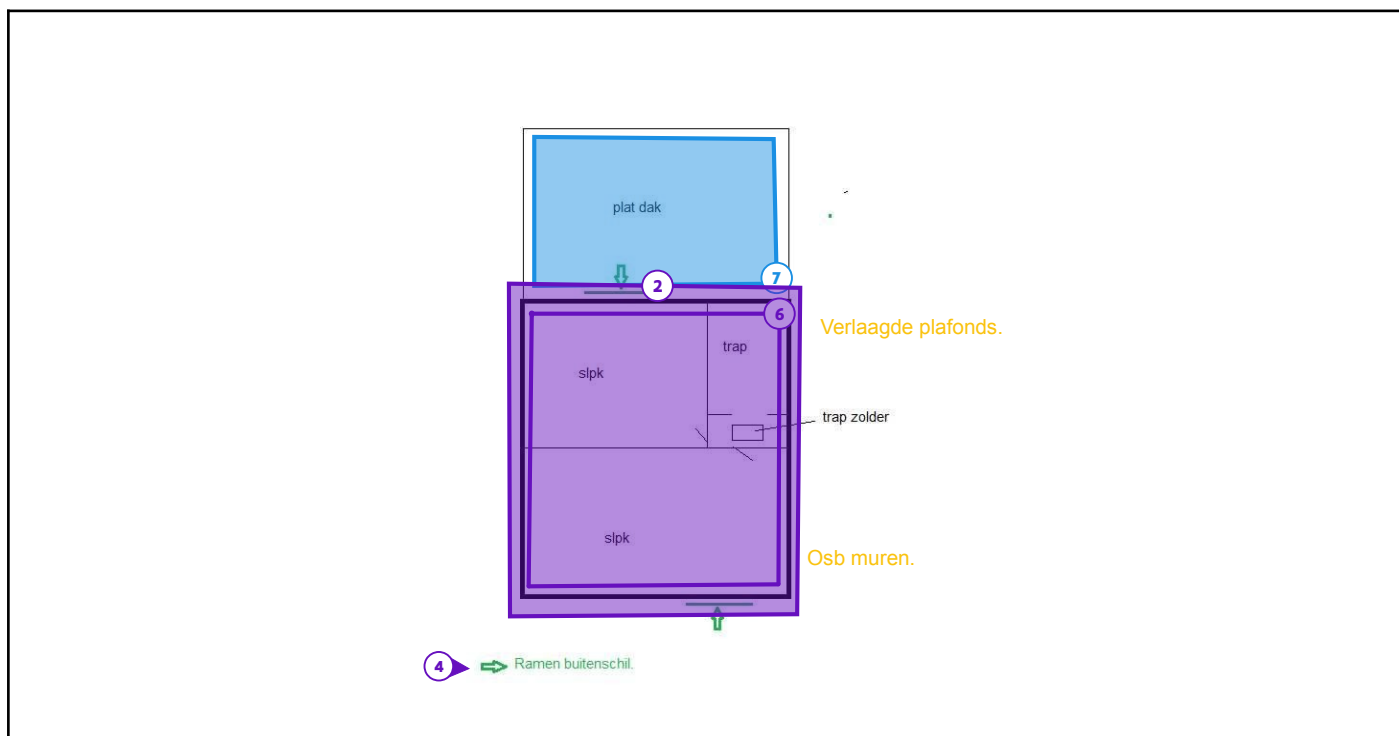 plat dak
7
2
6
Verlaagde plafonds.
trap
slpk
trap zolder
slpk
Osb muren.
4
Ramen buitenschil.